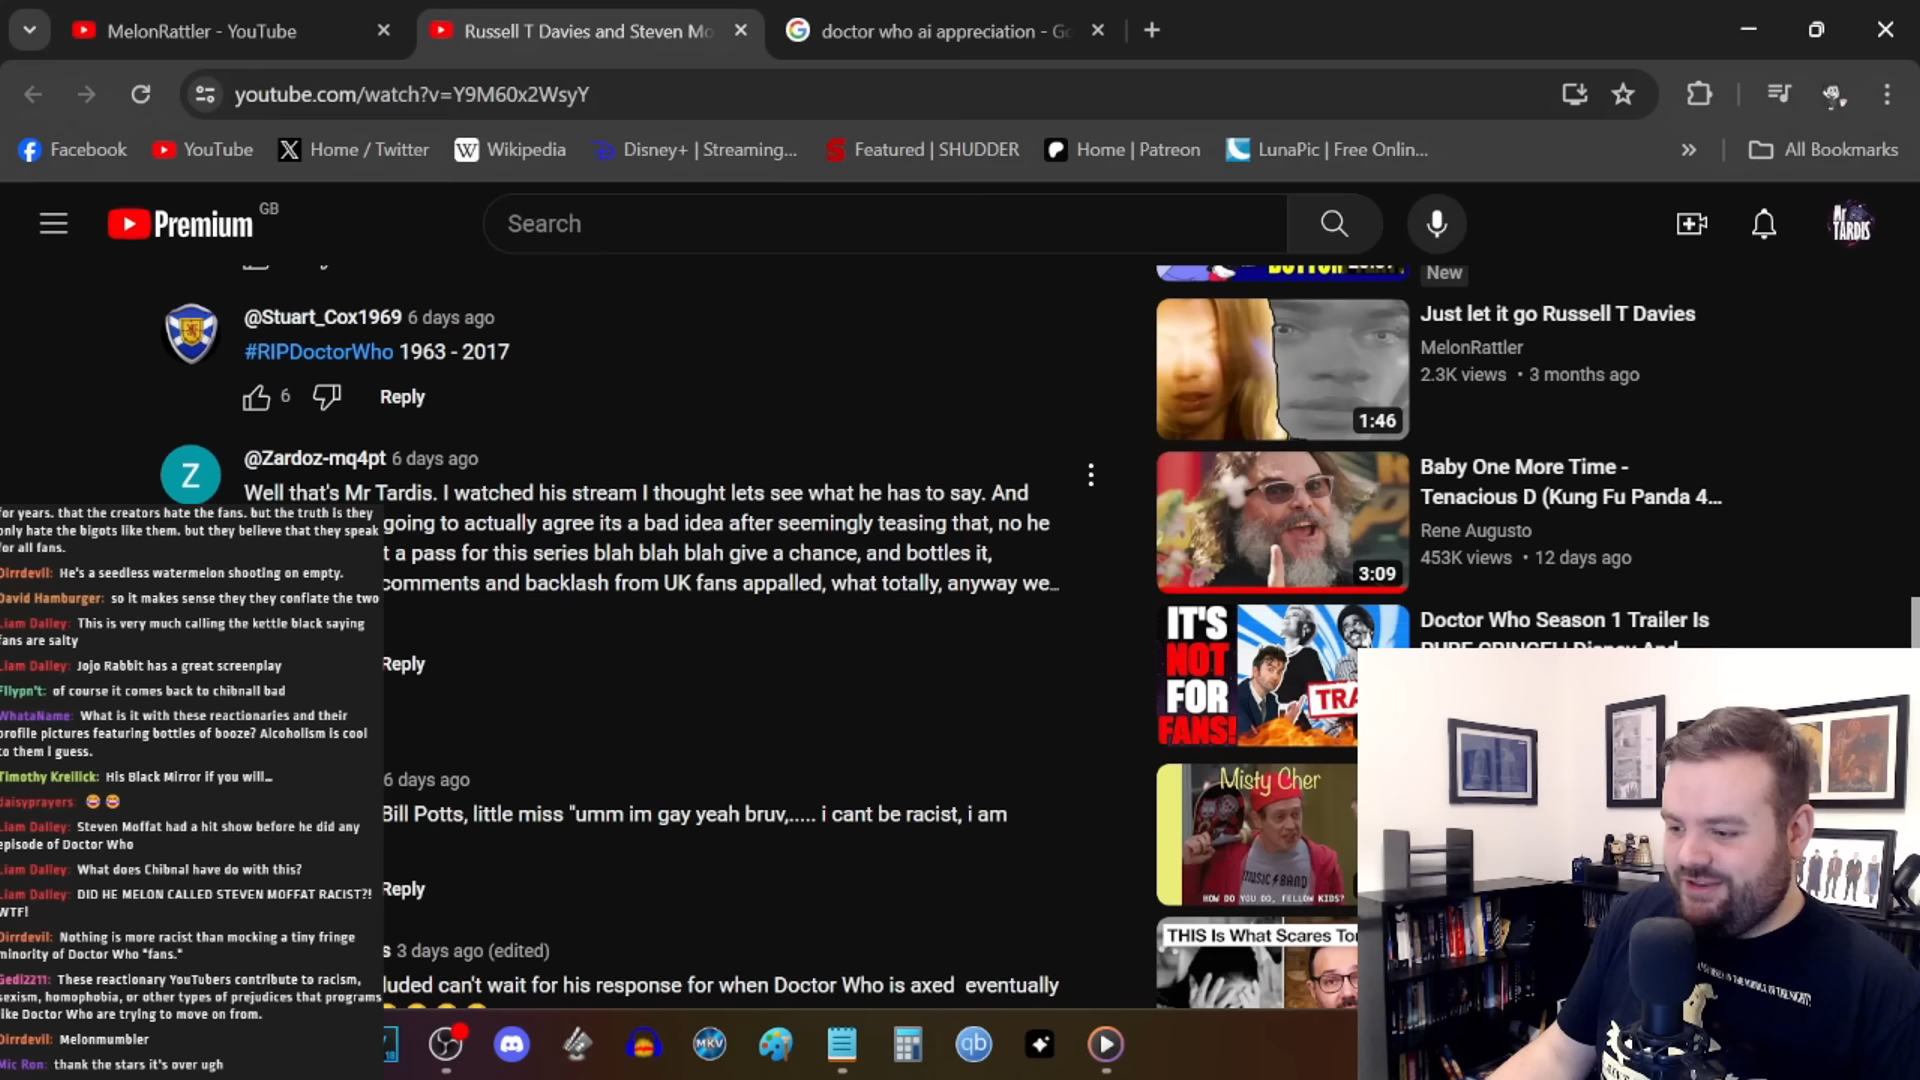 MelonRattler - YouTube
Russell T Davies and Steven Mo
doctor who ai appreciation - Go
youtube.com/watch?v=Y9M60x2WsyY
Facebook
YouTube
Home / Twitter
Wikipedia
Disney+ | Streaming...
Featured | SHUDDER
Home | Patreon
LunaPic | Free Onlin...
All Bookmarks
Premium GB
Search
Mr TARDIS
@Stuart_Cox1969 6 days ago
#RIPDoctorWho 1963 - 2017
6
Reply
Z
@Zardoz-mq4pt 6 days ago
Well that's Mr Tardis. I watched his stream I thought lets see what he has to say. And
going to actually agree its a bad idea after seemingly teasing that, no he
t a pass for this series blah blah blah give a chance, and bottles it,
comments and backlash from UK fans appalled, what totally, anyway we...
Reply
6 days ago
Bill Potts, little miss "umm im gay yeah bruv,..... i cant be racist, i am
Reply
s 3 days ago (edited)
luded can't wait for his response for when Doctor Who is axed eventually
for years. that the creators hate the fans. but the truth is they
only hate the bigots like them. but they believe that they speak
for all fans.
Dirrdevil: He's a seedless watermelon shooting on empty.
David Hamburger: so it makes sense they they conflate the two
Liam Dalley: This is very much calling the kettle black saying
fans are salty
Liam Dalley: Jojo Rabbit has a great screenplay
Fllypn't: of course it comes back to chibnall bad
WhataName: What is it with these reactionaries and their
profile pictures featuring bottles of booze? Alcoholism is cool
to them I guess.
Timothy Kreilick: His Black Mirror if you will...
daisyprayers:
Liam Dalley: Steven Moffat had a hit show before he did any
episode of Doctor Who
Liam Dalley: What does Chibnal have do with this?
Liam Dalley: DID HE MELON CALLED STEVEN MOFFAT RACIST?!
WTF!
Dirrdevil: Nothing is more racist than mocking a tiny fringe
minority of Doctor Who "fans."
Gedi2211: These reactionary YouTubers contribute to racism,
sexism, homophobia, or other types of prejudices that programs
like Doctor Who are trying to move on from.
Dirrdevil: Melonmumbler
Mic Ron: thank the stars it's over ugh
New
Just let it go Russell T Davies
MelonRattler
2.3K views • 3 months ago
1:46
Baby One More Time -
Tenacious D (Kung Fu Panda 4...
Rene Augusto
453K views • 12 days ago
3:09
IT'S
NOT
FOR
FANS!
TRA
Doctor Who Season 1 Trailer Is
Misty Cher
MUSIC BAND
HOW DO YOU DO, FELLOW KIDS?
THIS Is What Scares To
MKV
qb